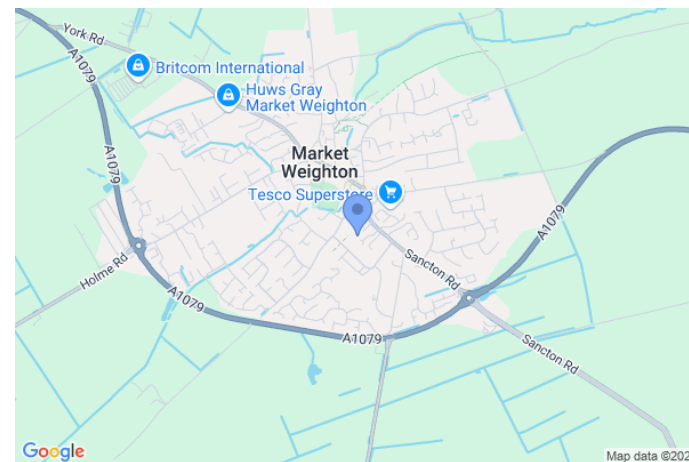 York Rd
A1079
Britcom International
Huws Gray
Market Weighton
Market
Weighton
Tesco Superstore
A1079
Holme Rd
Sancton Rd
A1079
A1079
Sancton Rd
Google
Map data ©202